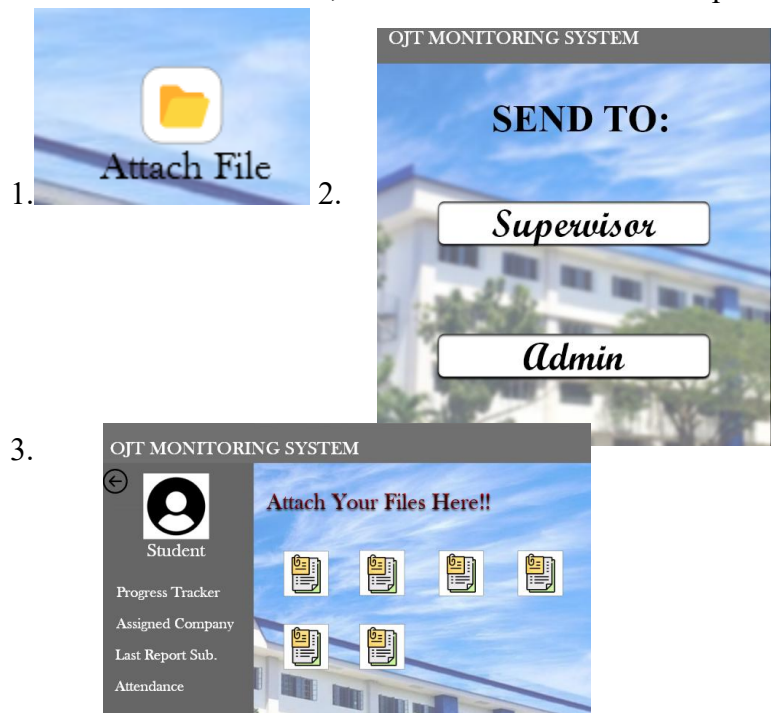 1.
Attach File
2.
OJT MONITORING SYSTEM
SEND TO:
Supervisor
Admin
3.
OJT MONITORING SYSTEM
Attach Your Files Here!!
Student
Progress Tracker
Assigned Company
Last Report Sub.
Attendance